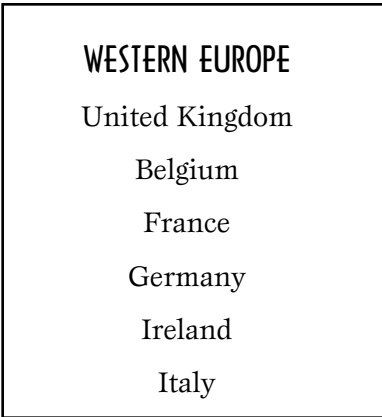 WESTERN EUROPE
United Kingdom
Belgium
France
Germany
Ireland
Italy